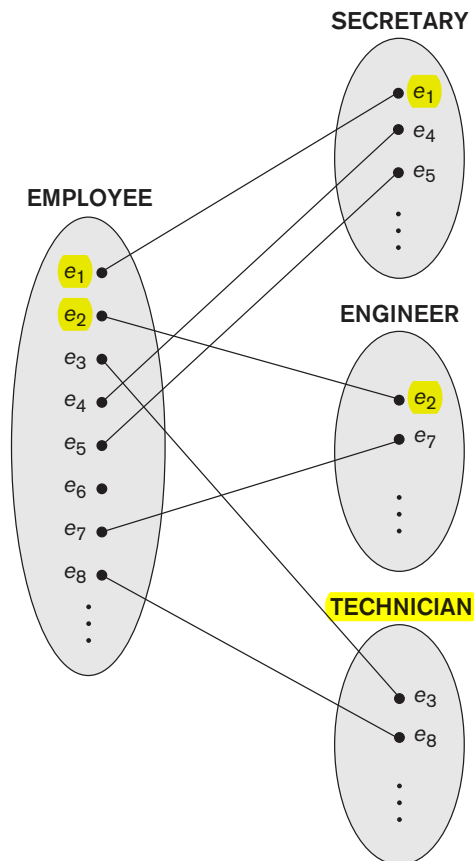 SECRETARY
e1
e4
e5
EMPLOYEE
e1
e2
e3
e4
e5
e6
e7
e8
ENGINEER
e2
e7
TECHNICIAN
e3
e8